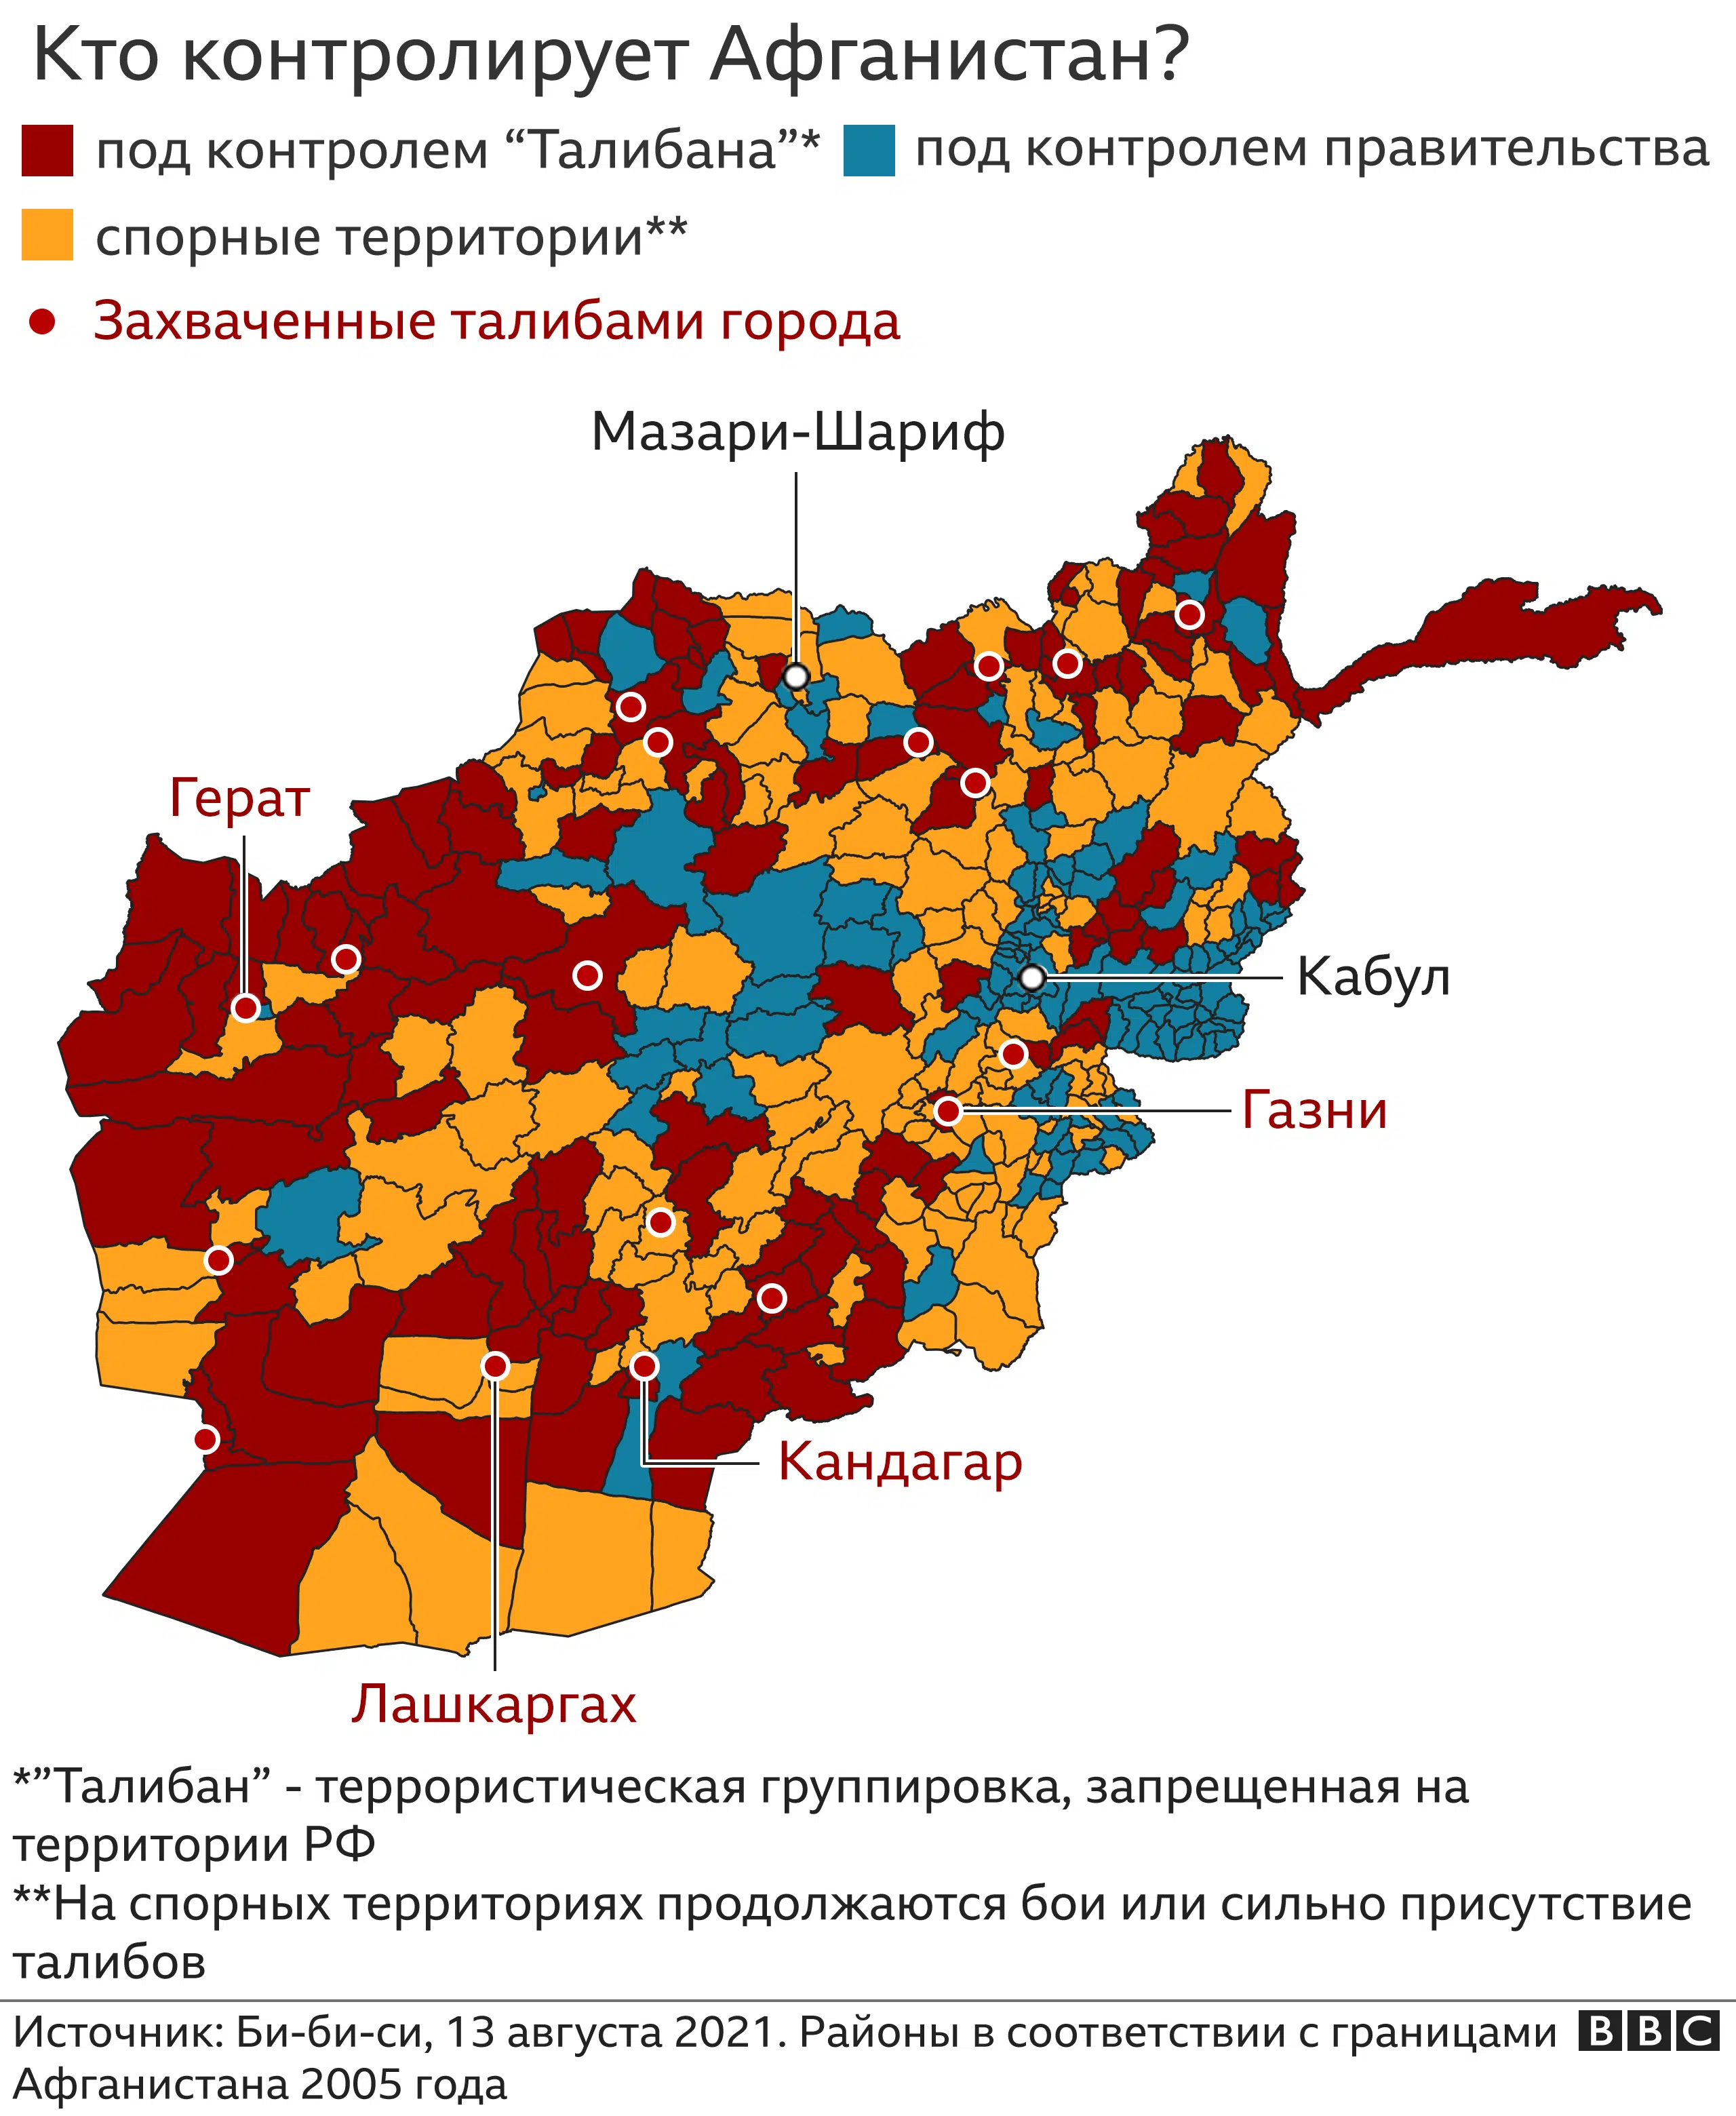 Кто контролирует Афганистан?
под контролем “Талибана”*
под контролем правительства
спорные территории**
Захваченные талибами города
Мазари-Шариф
Герат
Кабул
Газни
Кандагар
Лашкаргах
*”Талибан” - террористическая группировка, запрещенная на
территории РФ
**На спорных территориях продолжаются бои или сильно присутствие
талибов
Источник: Би-би-си, 13 августа 2021. Районы в соответствии с границами
Афганистана 2005 года
BBC